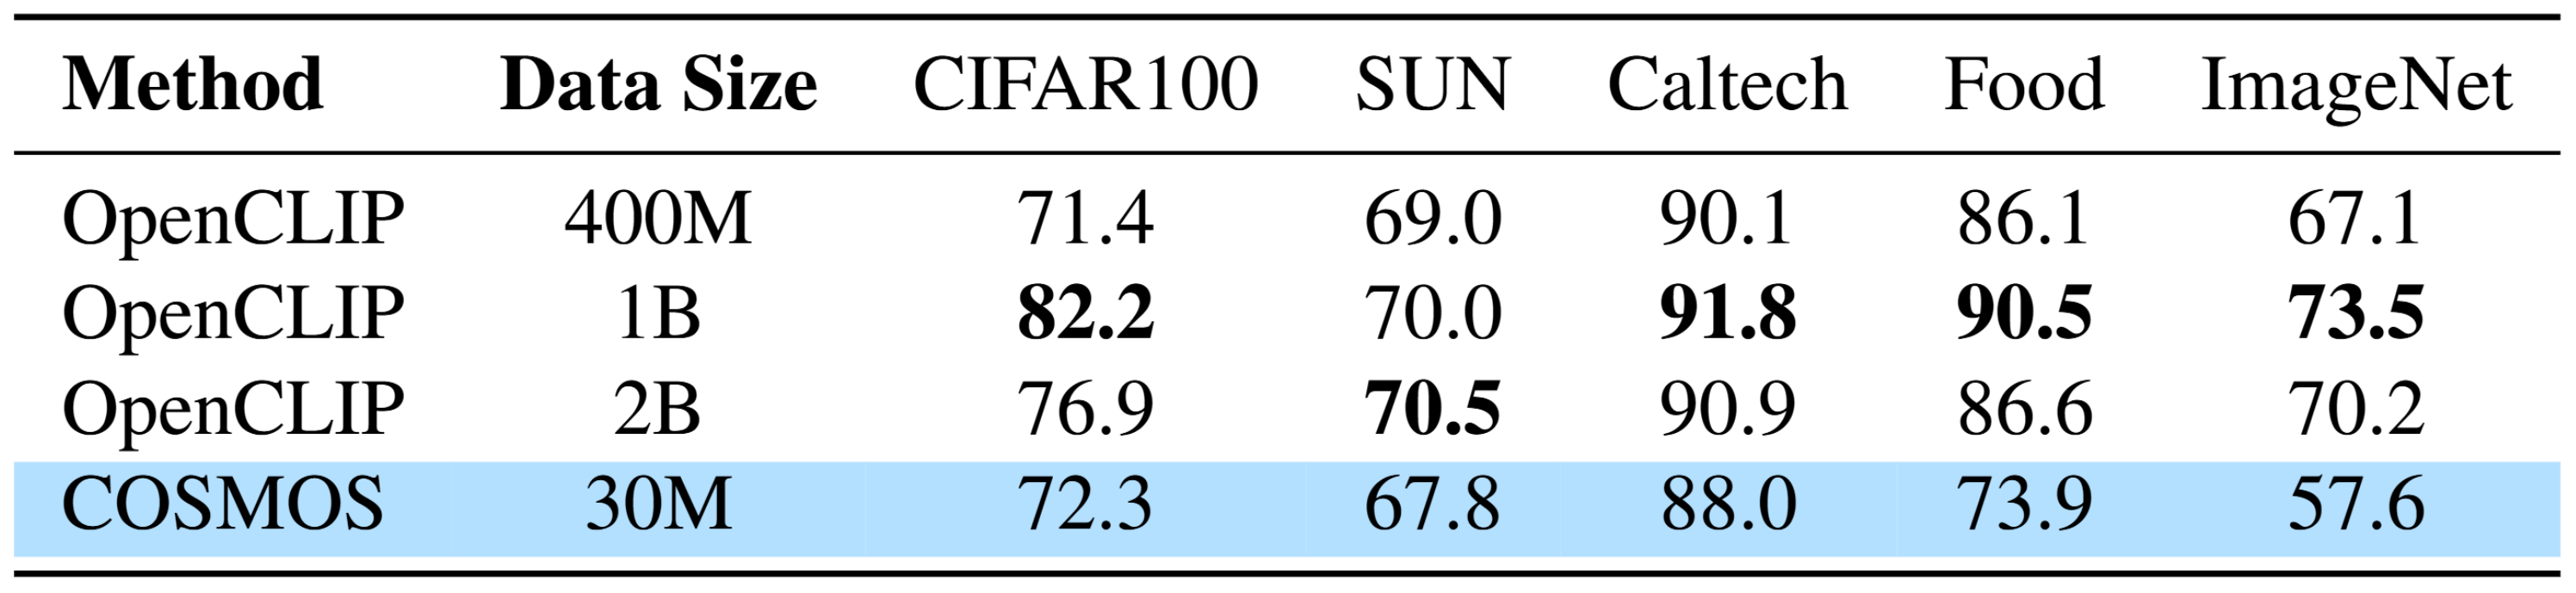 Method Data Size CIFAR100 SUN Caltech Food ImageNet
OpenCLIP 400M 71.4 69.0 90.1 86.1 67.1
OpenCLIP 1B 82.2 70.0 91.8 90.5 73.5
OpenCLIP 2B 76.9 70.5 90.9 86.6 70.2
COSMOS 30M 72.3 67.8 88.0 73.9 57.6